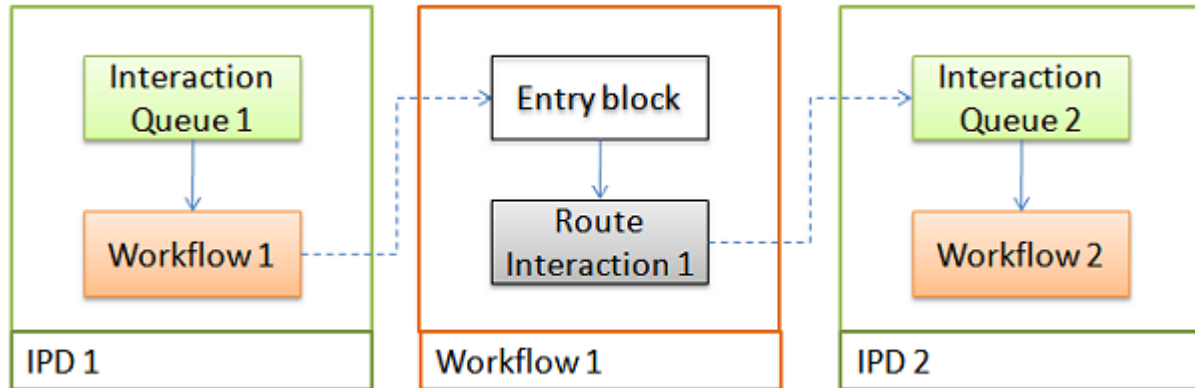 Interaction
Queue 1
Workflow 1
IPD 1
Entry block
Route
Interaction 1
Workflow 1
Interaction
Queue 2
Workflow 2
IPD 2